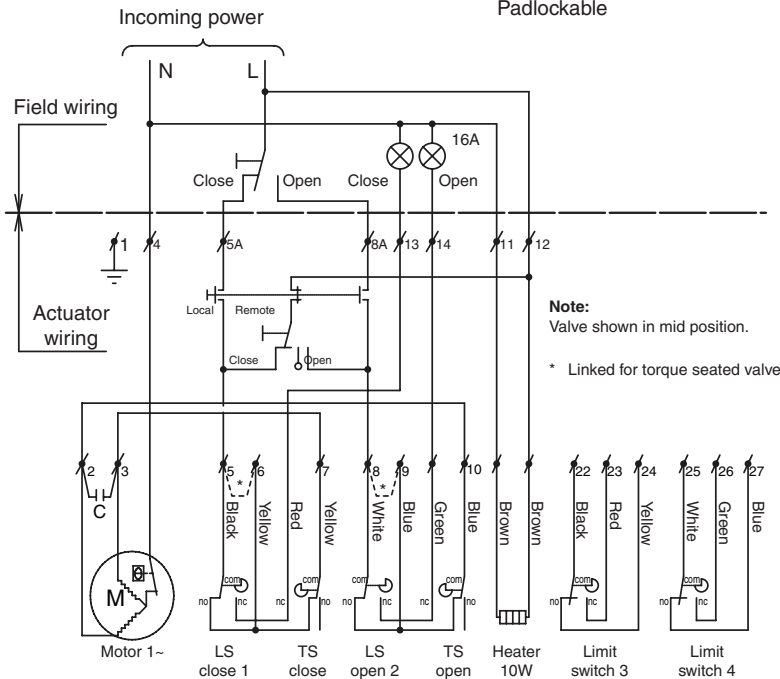 Padlockable
Incoming power
N
L
Field wiring
16A
Close
Open
Close
Open
1
4
5A
8A
13
14
11
12
Actuator
wiring
Local
Remote
Close
Open
Note:
Valve shown in mid position.
* Linked for torque seated valve
2
3
5
6
7
8
9
10
22
23
24
25
26
27
*
*
C
Black
Yellow
Red
Yellow
White
Blue
Green
Blue
Brown
Brown
Black
Red
Yellow
White
Green
Blue
M
com
com
com
com
com
com
no
nc
nc
no
no
nc
nc
no
no
nc
no
nc
Motor 1~
LS
close 1
TS
close
LS
open 2
TS
open
Heater
10W
Limit
switch 3
Limit
switch 4